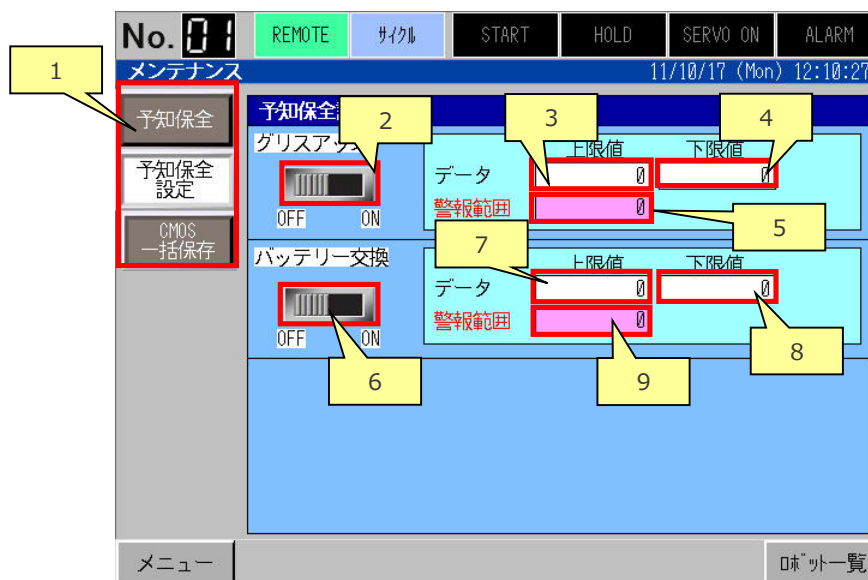 No. 01 REMOTE サイクル START HOLD SERVO ON ALARM
メンテナンス 11/10/17 (Mon) 12:10:27
1
予知保全
予知保全
設定
CMOS
一括保存
予知保全
グリスア
2
OFF ON
3
4
上限値 下限値
データ 0 0
警報範囲 0
5
バッテリー交換
6
OFF ON
7
上限値 下限値
データ 0 0
警報範囲 0
8
9
メニュー ロボット一覧